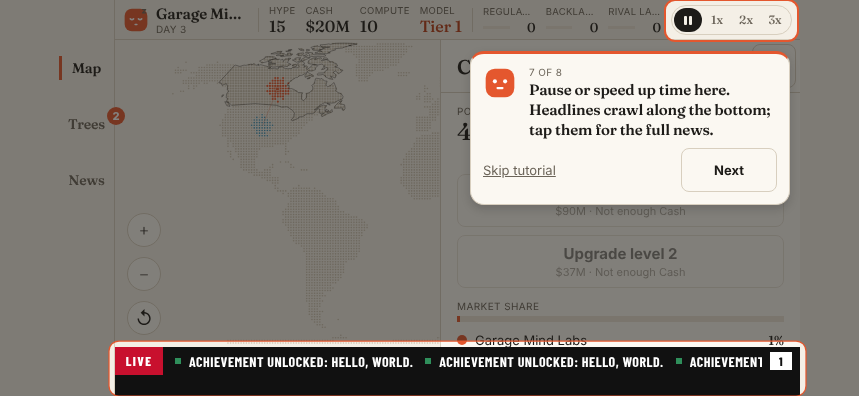 Garage Mi...
DAY 3
HYPE
15
CASH
$20M
COMPUTE
10
MODEL
Tier 1
REGULA...
0
BACKLA...
0
RIVAL LA...
0
1x 2x 3x
Map
Trees 2
News
7 OF 8
Pause or speed up time here.
Headlines crawl along the bottom;
tap them for the full news.
Skip tutorial
Next
$90M · Not enough Cash
Upgrade level 2
$37M · Not enough Cash
MARKET SHARE
Garage Mind Labs 1%
LIVE
ACHIEVEMENT UNLOCKED: HELLO, WORLD. ACHIEVEMENT UNLOCKED: HELLO, WORLD. ACHIEVEMENT
1